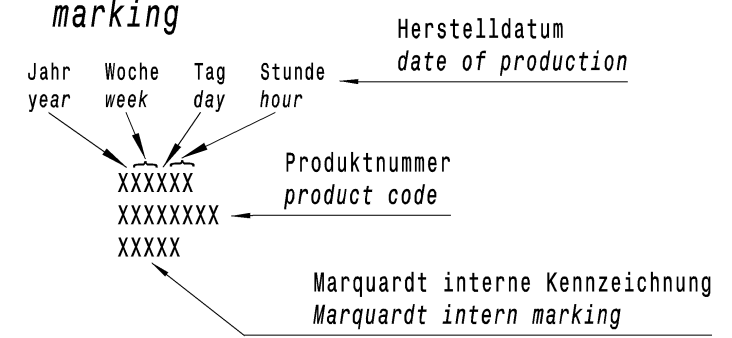 marking
Herstelldatum
date of production
Jahr Woche Tag Stunde
year week day hour
Produktnummer
product code
XXXXXX
XXXXXXXX
XXXXX
Marquardt interne Kennzeichnung
Marquardt intern marking